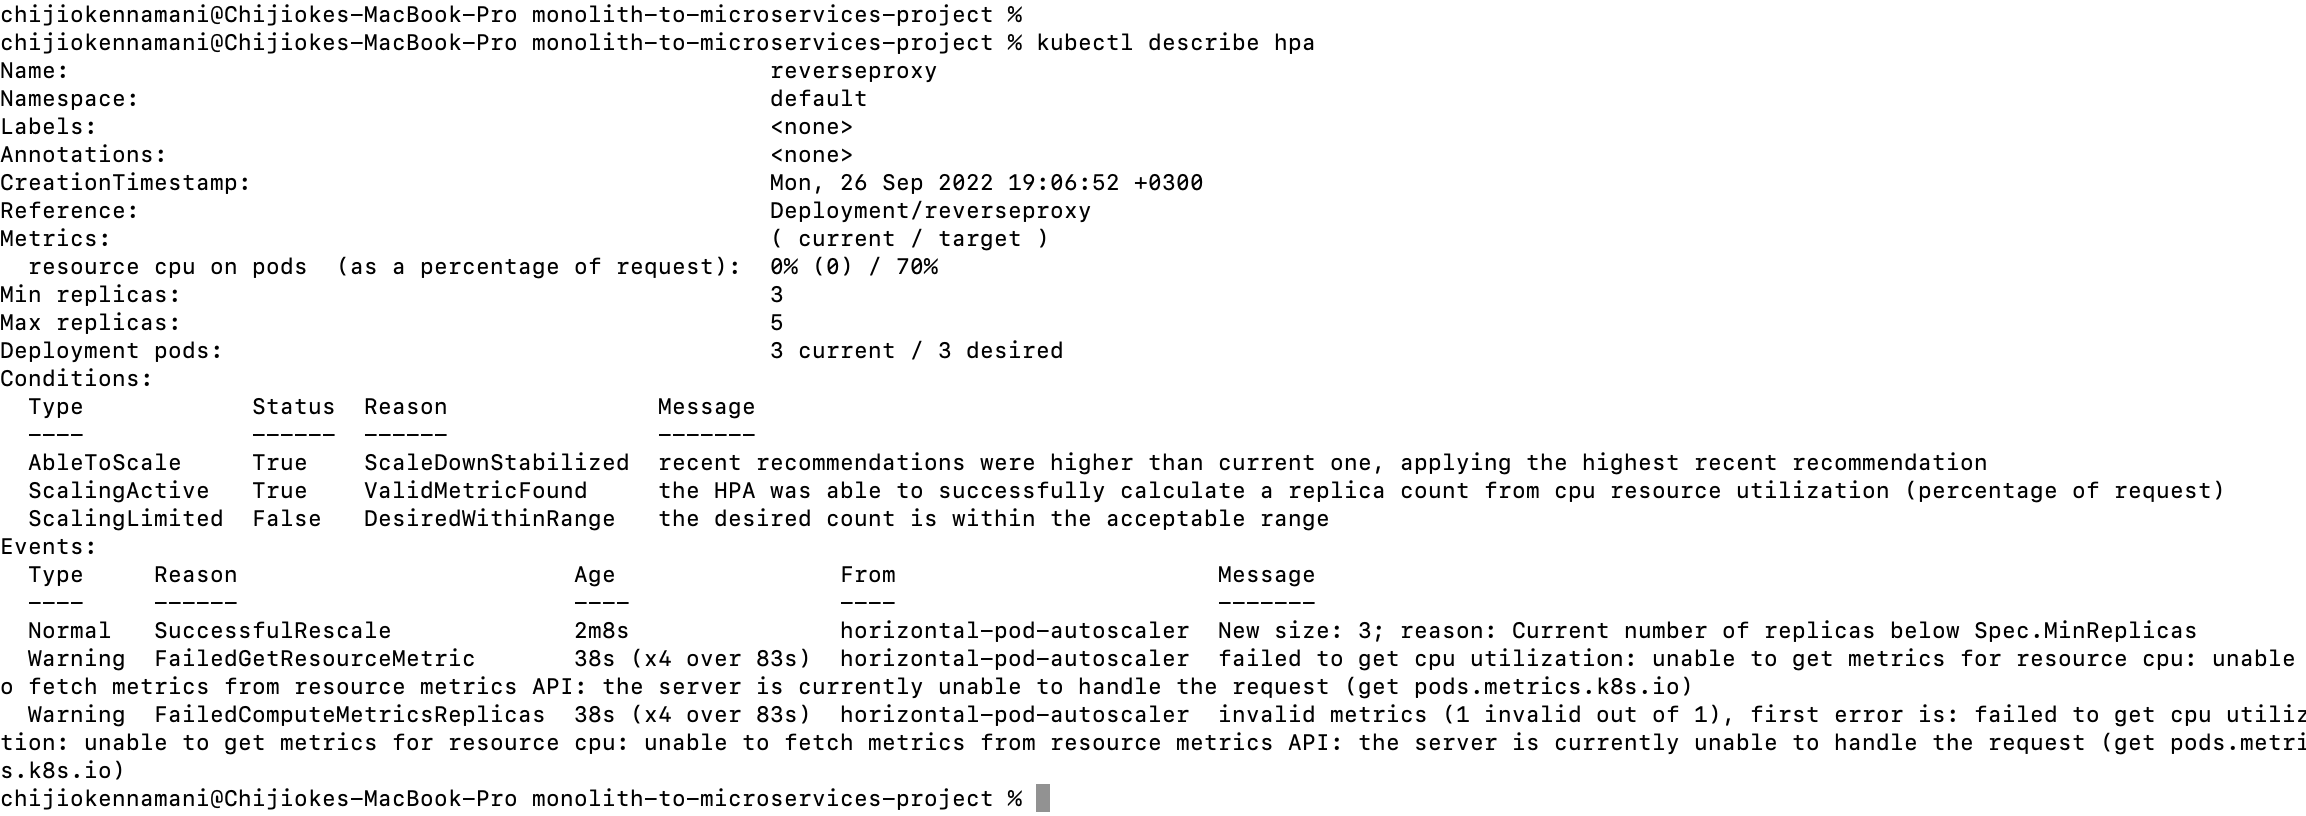 chijiokennamani@Chijiokes-MacBook-Pro monolith-to-microservices-project %
chijiokennamani@Chijiokes-MacBook-Pro monolith-to-microservices-project % kubectl describe hpa
Name:                                                  reverseproxy
Namespace:                                             default
Labels:                                                <none>
Annotations:                                           <none>
CreationTimestamp:                                     Mon, 26 Sep 2022 19:06:52 +0300
Reference:                                             Deployment/reverseproxy
Metrics:                                               ( current / target )
  resource cpu on pods  (as a percentage of request):  0% (0) / 70%
Min replicas:                                          3
Max replicas:                                          5
Deployment pods:                                       3 current / 3 desired
Conditions:
  Type            Status  Reason               Message
  ----            ------  ------               -------
  AbleToScale     True    ScaleDownStabilized  recent recommendations were higher than current one, applying the highest recent recommendation
  ScalingActive   True    ValidMetricFound     the HPA was able to successfully calculate a replica count from cpu resource utilization (percentage of request)
  ScalingLimited  False   DesiredWithinRange   the desired count is within the acceptable range
Events:
  Type     Reason                        Age                From                       Message
  ----     ------                        ----               ----                       -------
  Normal   SuccessfulRescale             2m8s               horizontal-pod-autoscaler  New size: 3; reason: Current number of replicas below Spec.MinReplicas
  Warning  FailedGetResourceMetric       38s (x4 over 83s)  horizontal-pod-autoscaler  failed to get cpu utilization: unable to get metrics for resource cpu: unable
o fetch metrics from resource metrics API: the server is currently unable to handle the request (get pods.metrics.k8s.io)
  Warning  FailedComputeMetricsReplicas  38s (x4 over 83s)  horizontal-pod-autoscaler  invalid metrics (1 invalid out of 1), first error is: failed to get cpu utiliz
tion: unable to get metrics for resource cpu: unable to fetch metrics from resource metrics API: the server is currently unable to handle the request (get pods.metri
s.k8s.io)
chijiokennamani@Chijiokes-MacBook-Pro monolith-to-microservices-project %